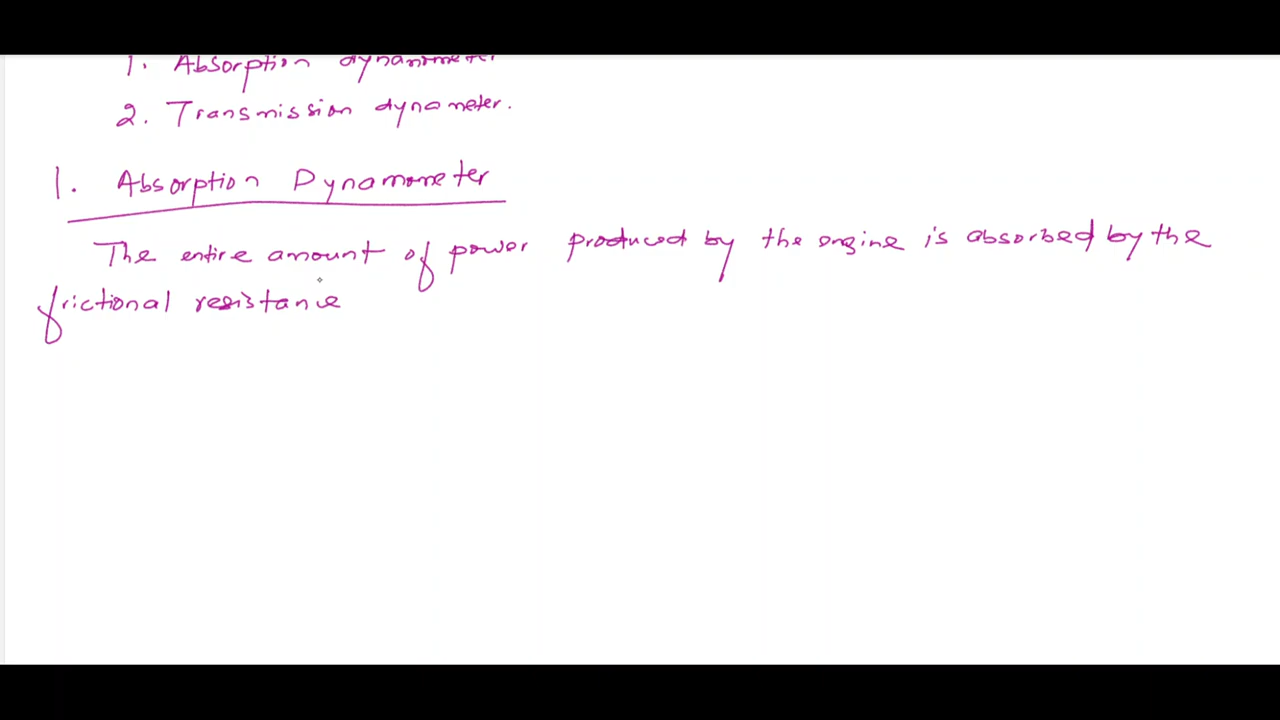 1. Absorption dynamometer
2. Transmission dynameter.
1. Absorption Dynamometer
The entire amount of power produced by the engine is absorbed by the
frictional resistance